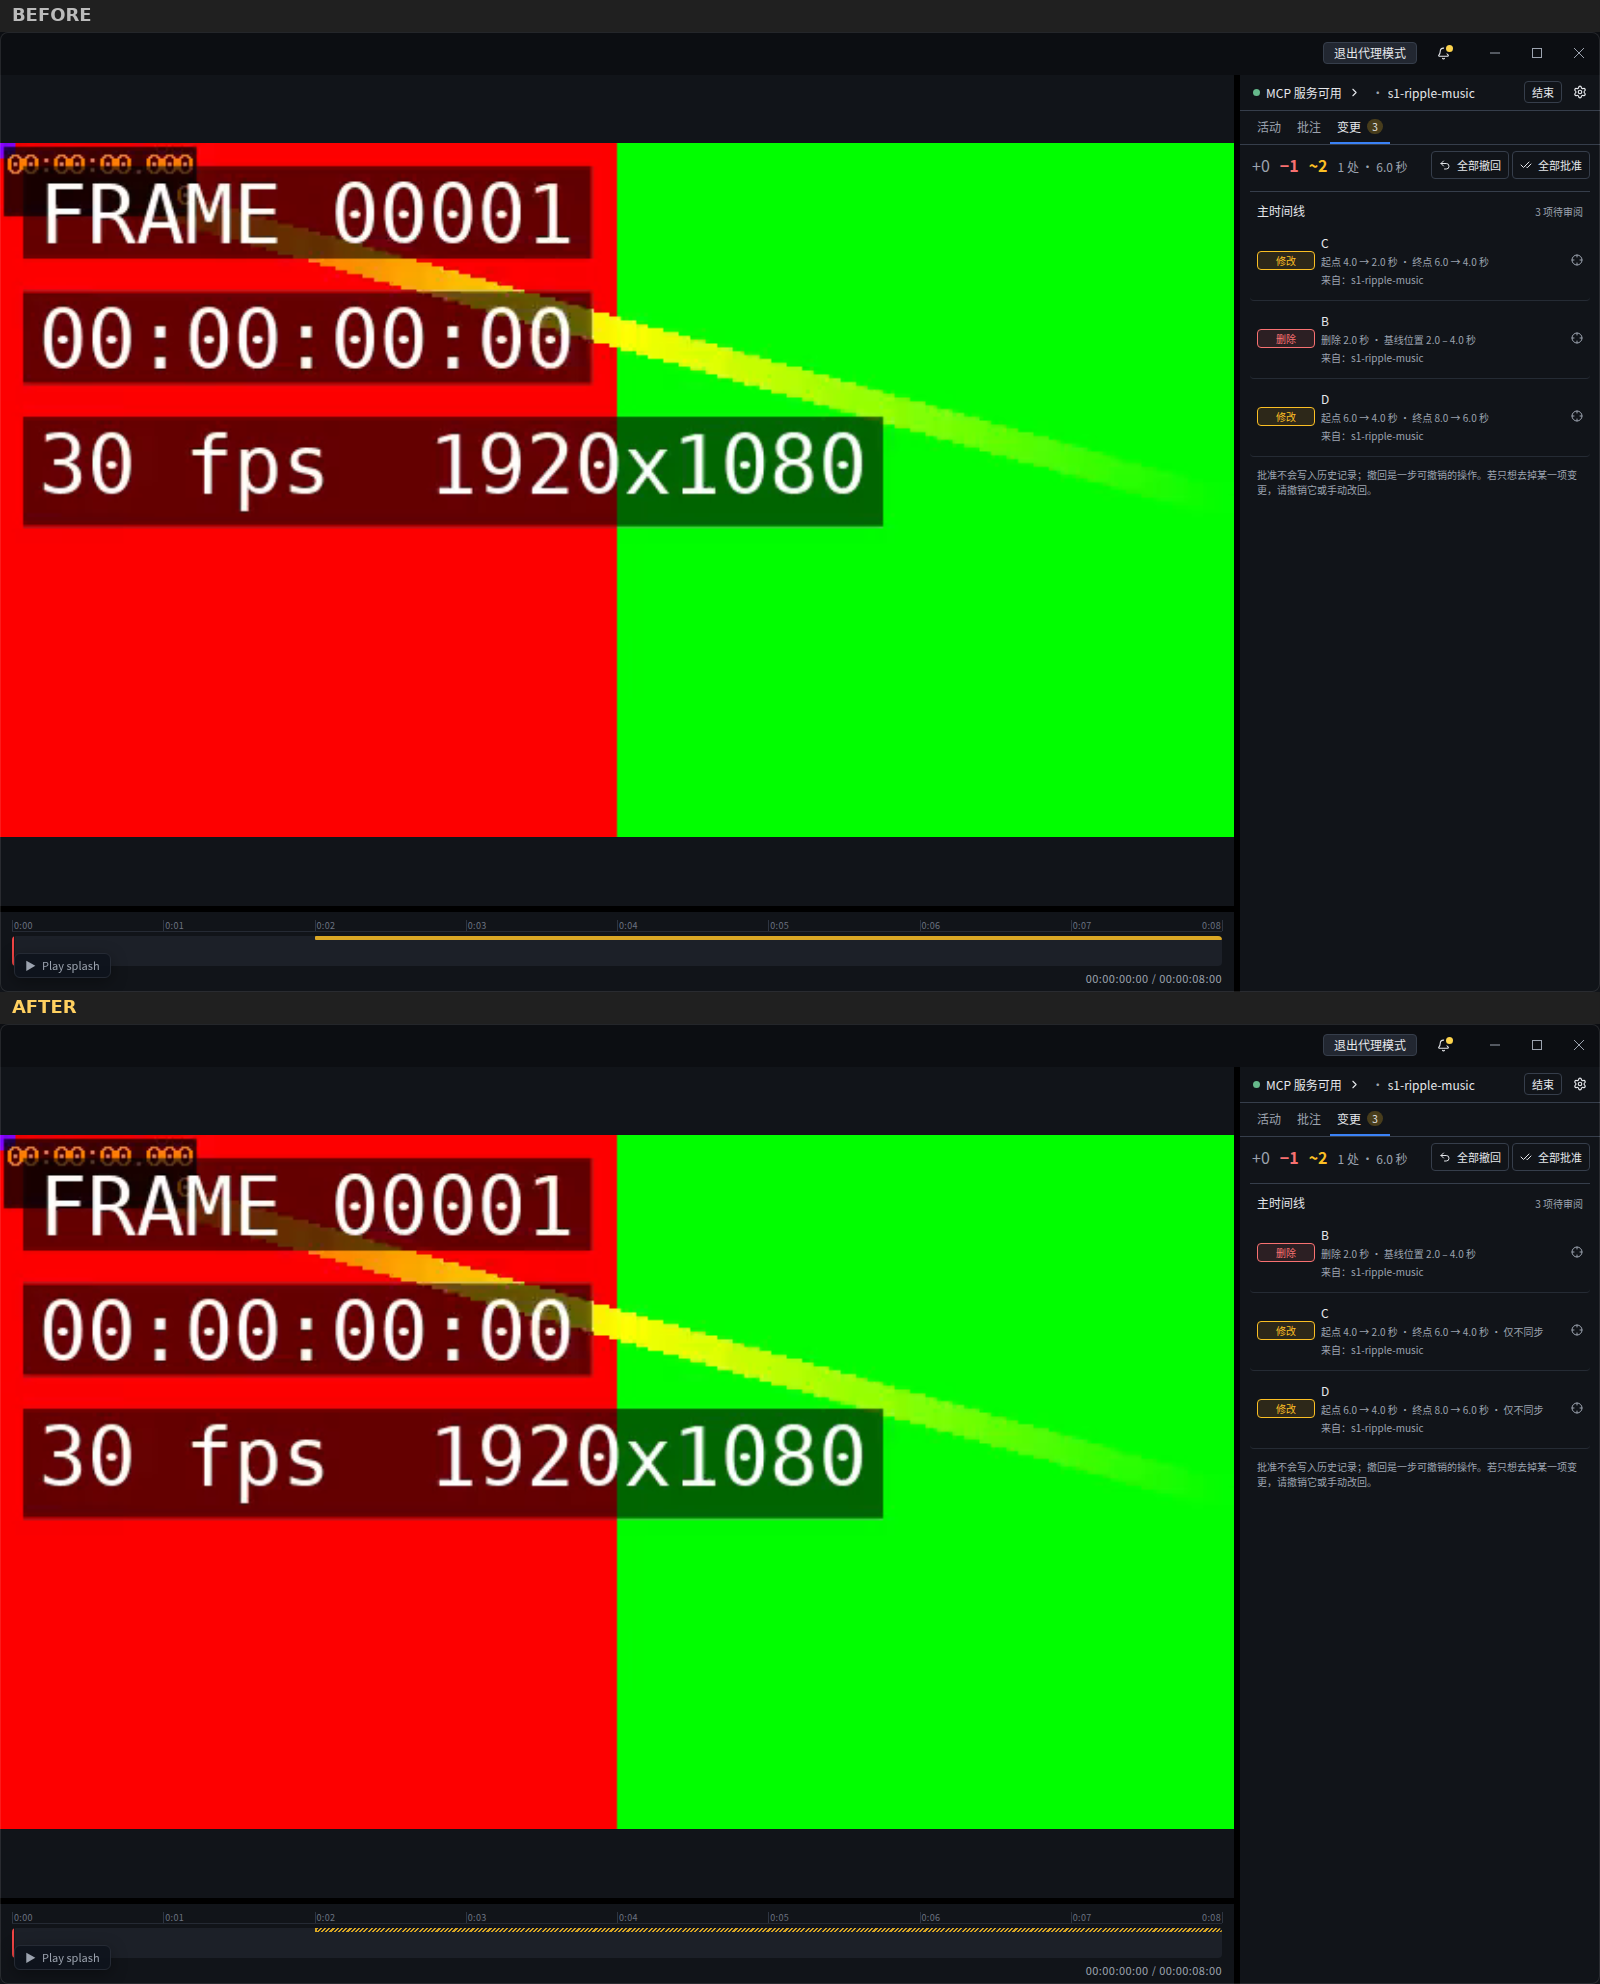 BEFORE
退出代理模式
MCP 服务可用 › · s1-ripple-music 结束
活动 批注 变更 3
+0 −1 ~2 1 处 · 6.0 秒 全部撤回 全部批准
主时间线 3 项待审阅
C
修改 起点 4.0 → 2.0 秒 · 终点 6.0 → 4.0 秒
来自：s1-ripple-music
B
删除 删除 2.0 秒 · 基线位置 2.0 – 4.0 秒
来自：s1-ripple-music
D
修改 起点 6.0 → 4.0 秒 · 终点 8.0 → 6.0 秒
来自：s1-ripple-music
批准不会写入历史记录；撤回是一步可撤销的操作。若只想去掉某一项变
更，请撤销它或手动改回。
00:00:00.000
FRAME 00001
00:00:00:00
30 fps 1920x1080
0:00 0:01 0:02 0:03 0:04 0:05 0:06 0:07 0:08
Play splash
00:00:00:00 / 00:00:08:00
AFTER
退出代理模式
MCP 服务可用 › · s1-ripple-music 结束
活动 批注 变更 3
+0 −1 ~2 1 处 · 6.0 秒 全部撤回 全部批准
主时间线 3 项待审阅
B
删除 删除 2.0 秒 · 基线位置 2.0 – 4.0 秒
来自：s1-ripple-music
C
修改 起点 4.0 → 2.0 秒 · 终点 6.0 → 4.0 秒 · 仅不同步
来自：s1-ripple-music
D
修改 起点 6.0 → 4.0 秒 · 终点 8.0 → 6.0 秒 · 仅不同步
来自：s1-ripple-music
批准不会写入历史记录；撤回是一步可撤销的操作。若只想去掉某一项变
更，请撤销它或手动改回。
00:00:00.000
FRAME 00001
00:00:00:00
30 fps 1920x1080
0:00 0:01 0:02 0:03 0:04 0:05 0:06 0:07 0:08
Play splash
00:00:00:00 / 00:00:08:00